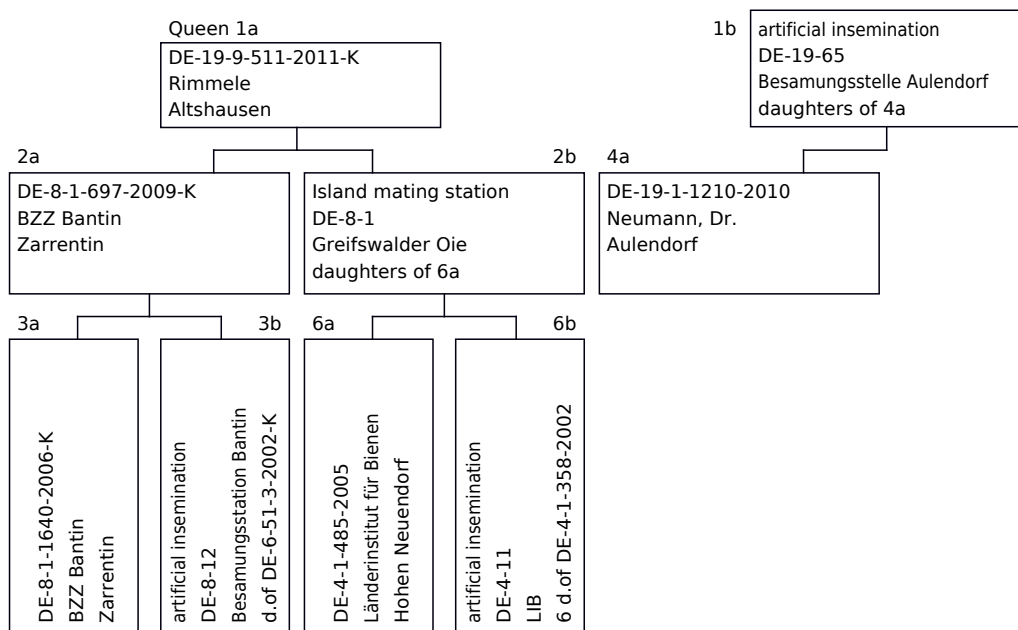 Queen 1a
DE-19-9-511-2011-K
Rimmele
Altshausen
1b
artificial insemination
DE-19-65
Besamungsstelle Aulendorf
daughters of 4a
2a
DE-8-1-697-2009-K
BZZ Bantin
Zarrentin
2b
Island mating station
DE-8-1
Greifswalder Oie
daughters of 6a
4a
DE-19-1-1210-2010
Neumann, Dr.
Aulendorf
3a
DE-8-1-1640-2006-K
BZZ Bantin
Zarrentin
3b
artificial insemination
DE-8-12
Besamungsstation Bantin
d.of DE-6-51-3-2002-K
6a
DE-4-1-485-2005
Länderinstitut für Bienen
Hohen Neuendorf
6b
artificial insemination
DE-4-11
LIB
6 d.of DE-4-1-358-2002